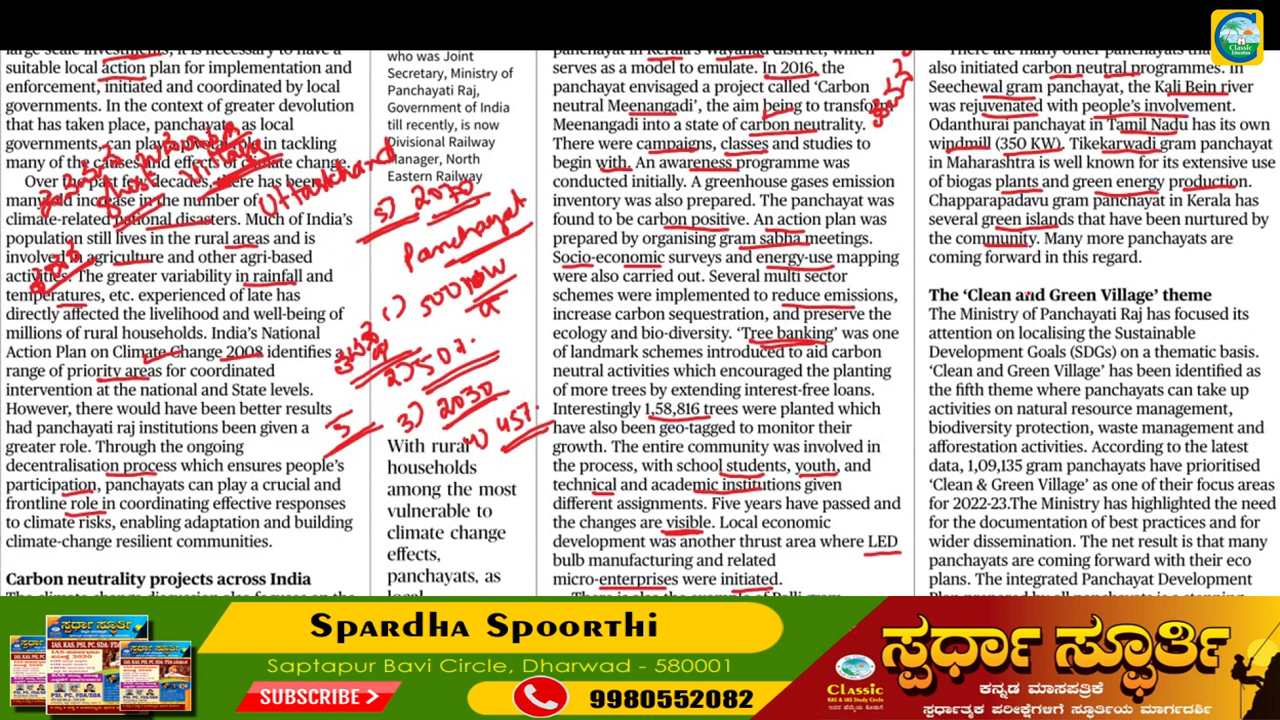 suitable local action plan for implementation and
enforcement, initiated and coordinated by local
governments. In the context of greater devolution
that has taken place, panchayats, as local
governments, can play a pivotal role in tackling
many of the causes and effects of climate change.
Over the past few decades, there has been
manyfold increase in the number of
climate-related national disasters. Much of India's
population still lives in the rural areas and is
involved in agriculture and other agri-based
activities. The greater variability in rainfall and
temperatures, etc. experienced of late has
directly affected the livelihood and well-being of
millions of rural households. India's National
Action Plan on Climate Change 2008 identifies a
range of priority areas for coordinated
intervention at the national and State levels.
However, there would have been better results
had panchayati raj institutions been given a
greater role. Through the ongoing
decentralisation process which ensures people's
participation, panchayats can play a crucial and
frontline role in coordinating effective responses
to climate risks, enabling adaptation and building
climate-change resilient communities.
Carbon neutrality projects across India
who was Joint
Secretary, Ministry of
Panchayati Raj,
Government of India
till recently, is now
Divisional Railway
Manager, North
Eastern Railway
Uttoukhand
5) 2030
Panchayat
1) 500
2) 50%
3) 2030
4) 45%
With rural
households
among the most
vulnerable to
climate change
effects,
panchayats, as
serves as a model to emulate. In 2016, the
panchayat envisaged a project called 'Carbon
neutral Meenangadi', the aim being to transform
Meenangadi into a state of carbon neutrality.
There were campaigns, classes and studies to
begin with. An awareness programme was
conducted initially. A greenhouse gases emission
inventory was also prepared. The panchayat was
found to be carbon positive. An action plan was
prepared by organising gram sabha meetings.
Socio-economic surveys and energy-use mapping
were also carried out. Several multi sector
schemes were implemented to reduce emissions,
increase carbon sequestration, and preserve the
ecology and bio-diversity. 'Tree banking' was one
of landmark schemes introduced to aid carbon
neutral activities which encouraged the planting
of more trees by extending interest-free loans.
Interestingly 1,58,816 trees were planted which
have also been geo-tagged to monitor their
growth. The entire community was involved in
the process, with school students, youth, and
technical and academic institutions given
different assignments. Five years have passed and
the changes are visible. Local economic
development was another thrust area where LED
bulb manufacturing and related
micro-enterprises were initiated.
also initiated carbon neutral programmes. In
Seechewal gram panchayat, the Kali Bein river
was rejuvenated with people's involvement.
Odanthurai panchayat in Tamil Nadu has its own
windmill (350 KW). Tikekarwadi gram panchayat
in Maharashtra is well known for its extensive use
of biogas plants and green energy production.
Chapparapadavu gram panchayat in Kerala has
several green islands that have been nurtured by
the community. Many more panchayats are
coming forward in this regard.
The 'Clean and Green Village' theme
The Ministry of Panchayati Raj has focused its
attention on localising the Sustainable
Development Goals (SDGs) on a thematic basis.
'Clean and Green Village' has been identified as
the fifth theme where panchayats can take up
activities on natural resource management,
biodiversity protection, waste management and
afforestation activities. According to the latest
data, 1,09,135 gram panchayats have prioritised
'Clean & Green Village' as one of their focus areas
for 2022-23.The Ministry has highlighted the need
for the documentation of best practices and for
wider dissemination. The net result is that many
panchayats are coming forward with their eco
plans. The integrated Panchayat Development
Classic
Education
Spardha Spoorthi
Saptapur Bavi Circle Dharwad - 580001
SUBSCRIBE >
9980552082
Classic
IAS & KAS Study Circle
ಸ್ಪರ್ಧಾ ಸ್ಪೂರ್ತಿ
ಕನ್ನಡ ಮಾಸಪತ್ರಿಕೆ
ಸ್ಪರ್ಧಾತ್ಮಕ ಪರೀಕ್ಷೆಗಳಿಗೆ ಸ್ಫೂರ್ತಿಯ ಮಾರ್ಗದರ್ಶಿ